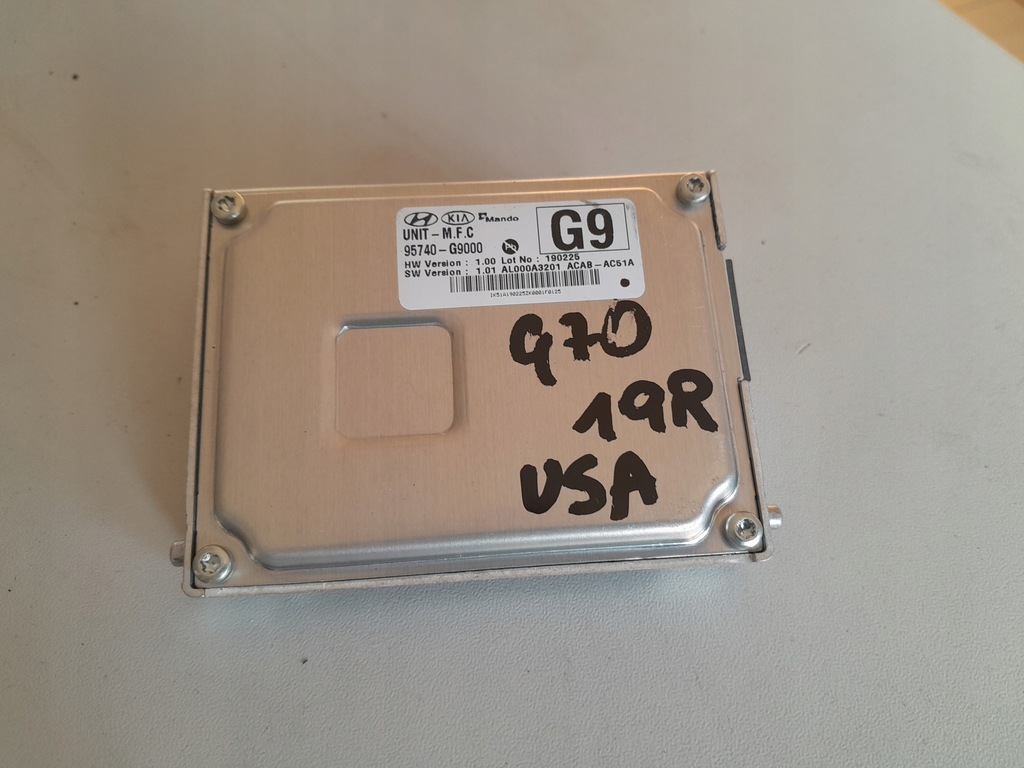 KIA Mando
UNIT - M.F.C
95740 - G9000
G9
HW Version : 1.00 Lot No : 190225
SW Version : 1.01 AL000A3201 ACAB - AC51A
G70
19R
USA